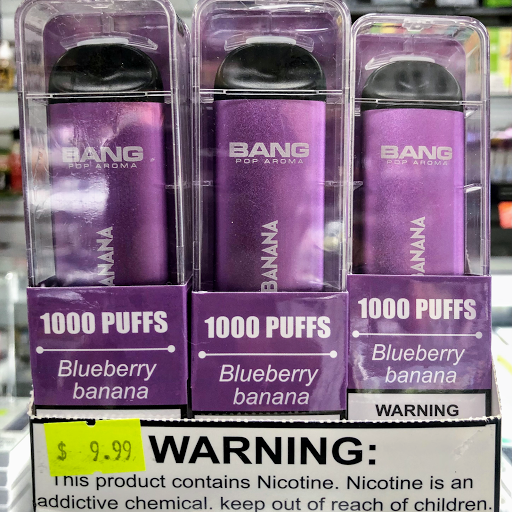 BANG
POP AROMA
BANANA
1000 PUFFS
Blueberry
banana
BANG
POP AROMA
BANANA
1000 PUFFS
Blueberry
banana
BANG
POP AROMA
BANANA
1000 PUFFS
Blueberry
banana
WARNING
$ 9.99
WARNING:
This product contains Nicotine. Nicotine is an
addictive chemical. keep out of reach of children.